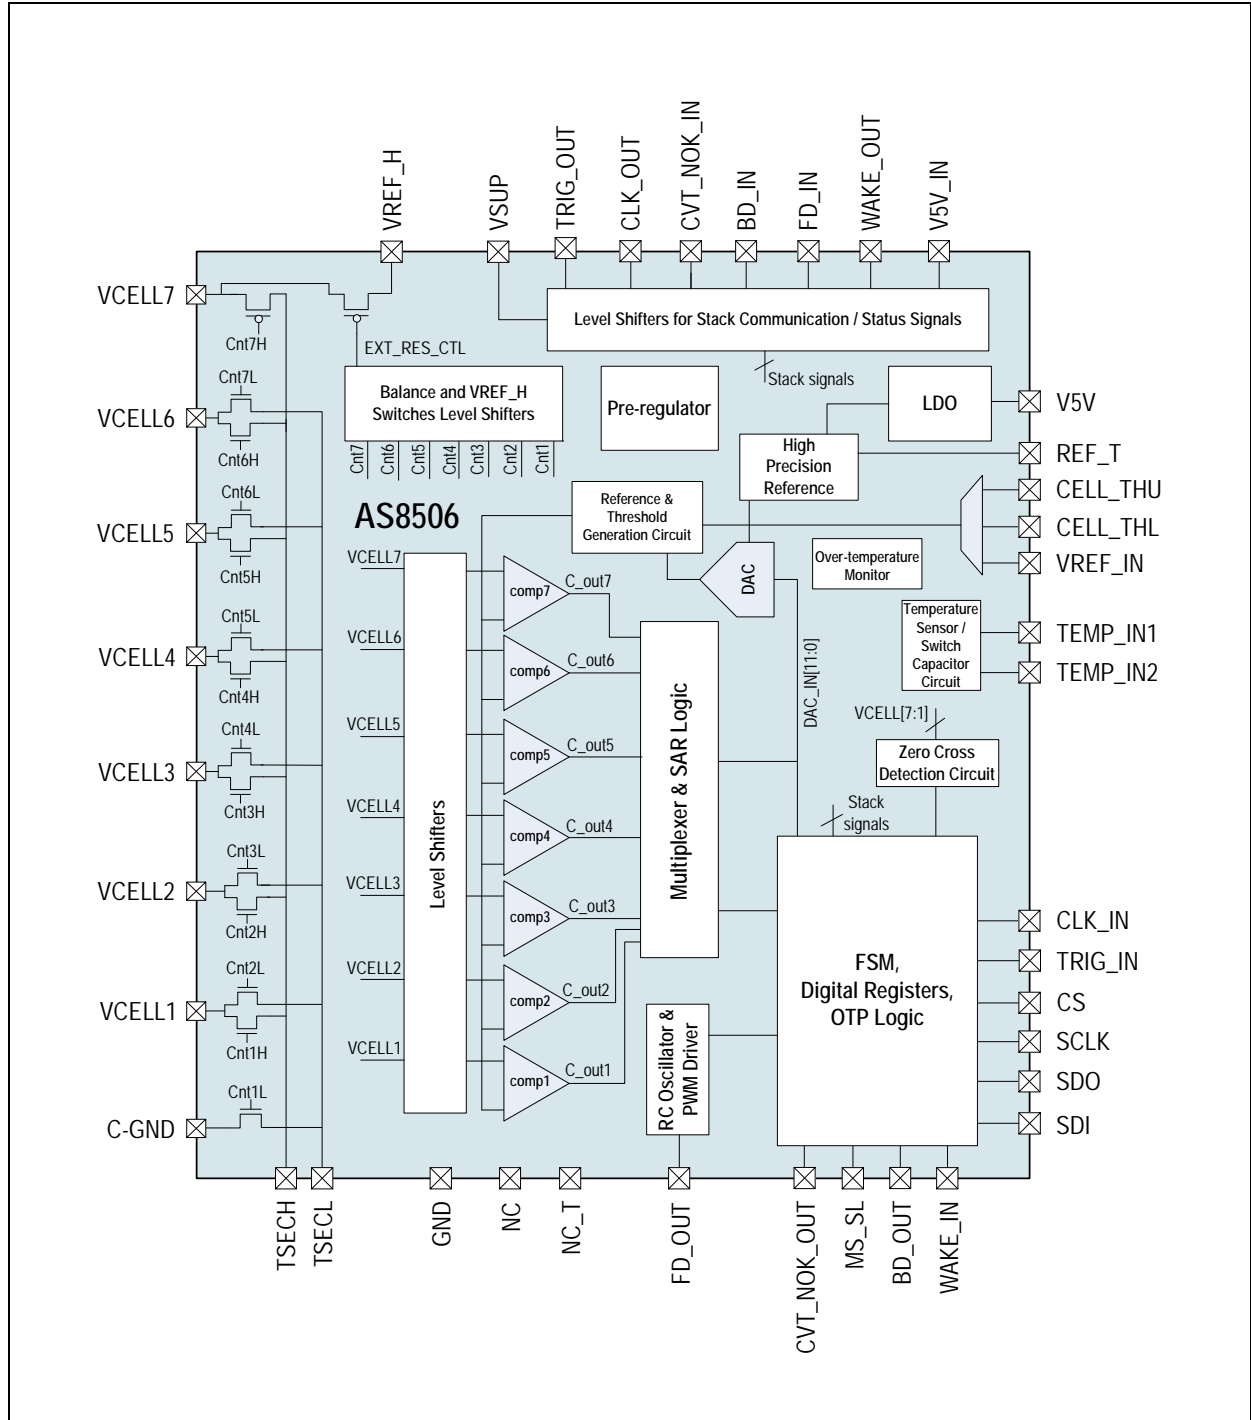 VREF_H
VSUP
TRIG_OUT
CLK_OUT
CVT_NOK_IN
BD_IN
FD_IN
WAKE_OUT
V5V_IN
VCELL7
Cnt7H
EXT_RES_CTL
Level Shifters for Stack Communication / Status Signals
Stack signals
Cnt7L
VCELL6
Cnt6H
Balance and VREF_H
Switches Level Shifters
Cnt7
Cnt6
Cnt5
Cnt4
Cnt3
Cnt2
Cnt1
Pre-regulator
LDO
V5V
High
Precision
Reference
REF_T
CELL_THU
CELL_THL
VREF_IN
Cnt6L
VCELL5
Cnt5H
AS8506
Reference &
Threshold
Generation Circuit
DAC
Over-temperature
Monitor
Temperature
Sensor /
Switch
Capacitor
Circuit
TEMP_IN1
TEMP_IN2
VCELL7
comp7
C_out7
Cnt5L
VCELL4
Cnt4H
VCELL6
comp6
C_out6
DAC_IN[11:0]
VCELL[7:1]
Cnt4L
VCELL3
Cnt3H
VCELL5
comp5
C_out5
Zero Cross
Detection Circuit
Stack
signals
VCELL4
comp4
C_out4
Level Shifters
Multiplexer & SAR Logic
Cnt3L
VCELL2
Cnt2H
VCELL3
comp3
C_out3
Cnt2L
VCELL1
Cnt1H
VCELL2
comp2
C_out2
FSM,
Digital Registers,
OTP Logic
CLK_IN
TRIG_IN
CS
SCLK
SDO
SDI
VCELL1
comp1
C_out1
RC Oscillator &
PWM Driver
Cnt1L
C-GND
TSECH
TSECL
GND
NC
NC_T
FD_OUT
CVT_NOK_OUT
MS_SL
BD_OUT
WAKE_IN